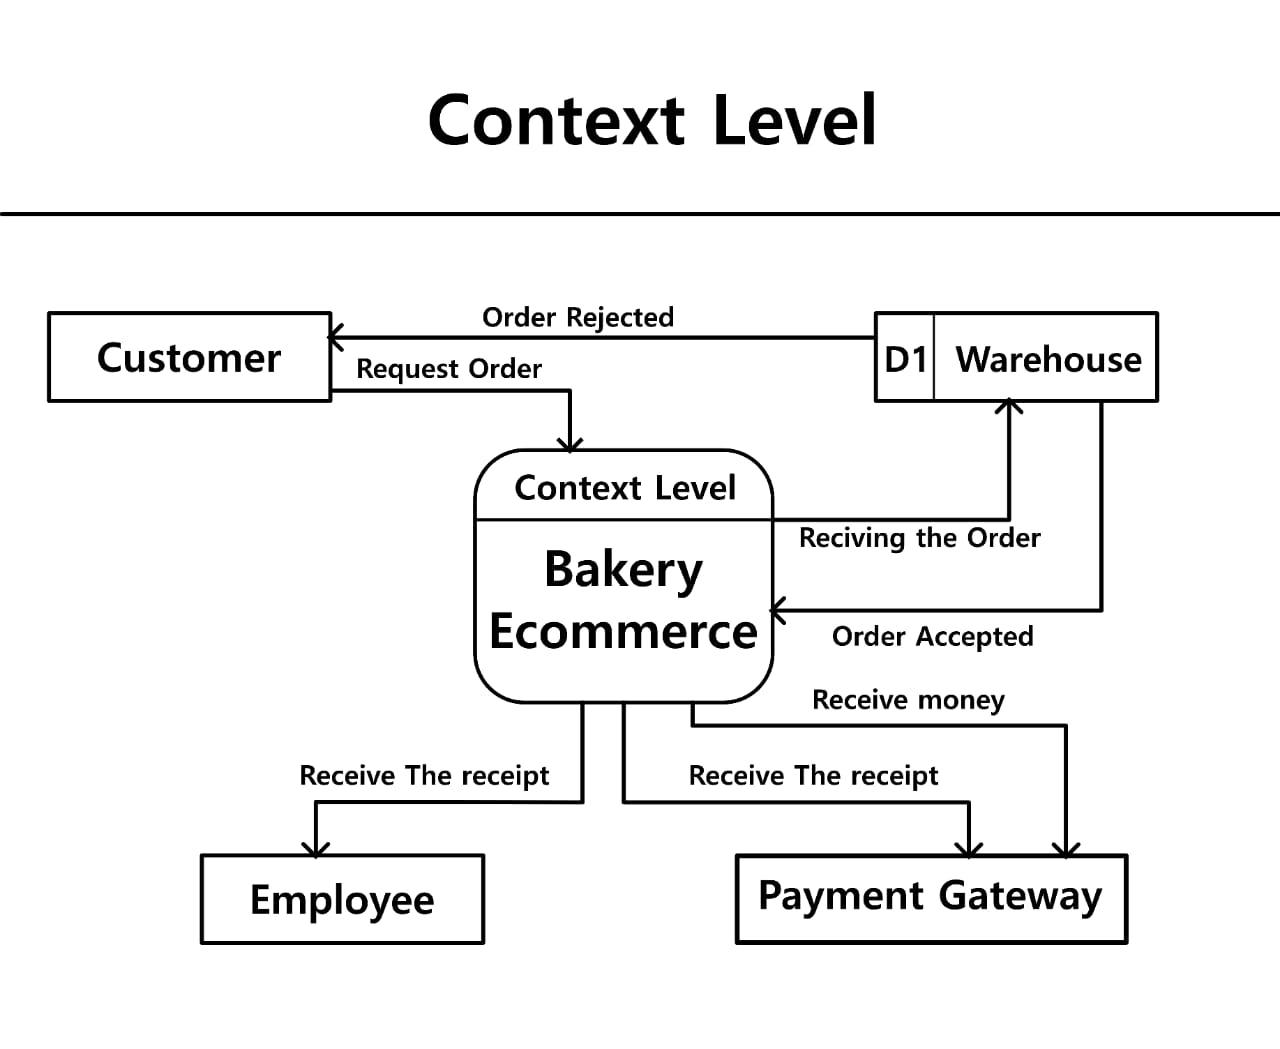 Context Level
Order Rejected
Customer
D1
Warehouse
Request Order
Context Level
Reciving the Order
Bakery
Ecommerce
Order Accepted
Receive money
Receive The receipt
Receive The receipt
Employee
Payment Gateway